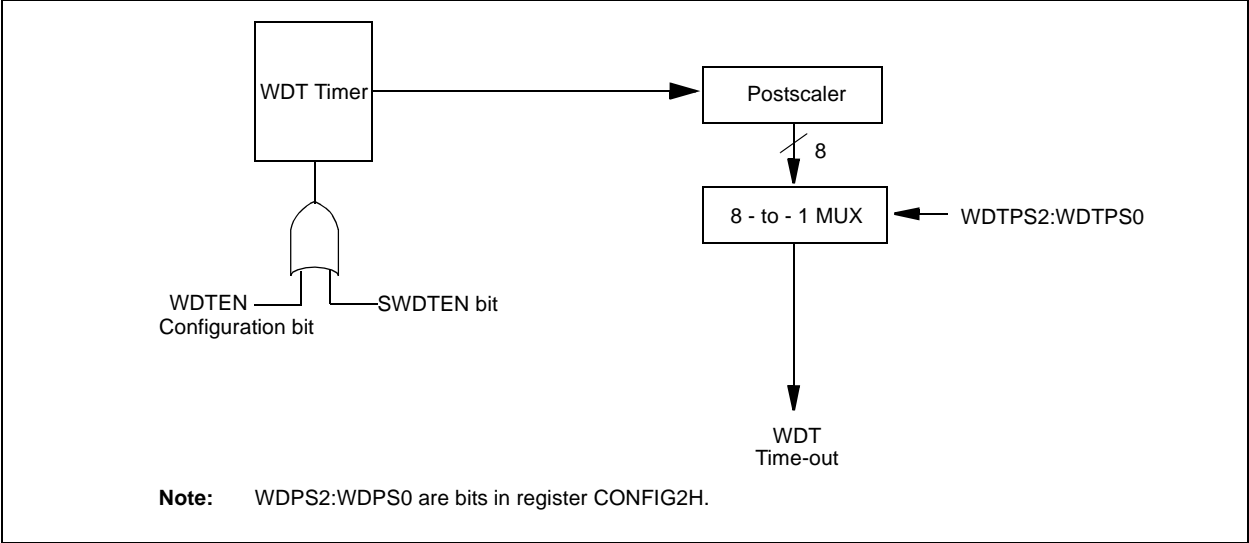 WDT Timer
Postscaler
8
8 - to - 1 MUX
WDTPS2:WDTPS0
WDTEN
SWDTEN bit
Configuration bit
WDT
Time-out
Note: WDPS2:WDPS0 are bits in register CONFIG2H.